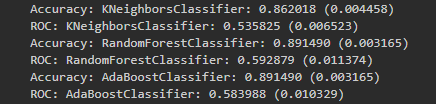 Accuracy: KNeighborsClassifier: 0.862018 (0.004458)
ROC: KNeighborsClassifier: 0.535825 (0.006523)
Accuracy: RandomForestClassifier: 0.891490 (0.003165)
ROC: RandomForestClassifier: 0.592879 (0.011374)
Accuracy: AdaBoostClassifier: 0.891490 (0.003165)
ROC: AdaBoostClassifier: 0.583988 (0.010329)